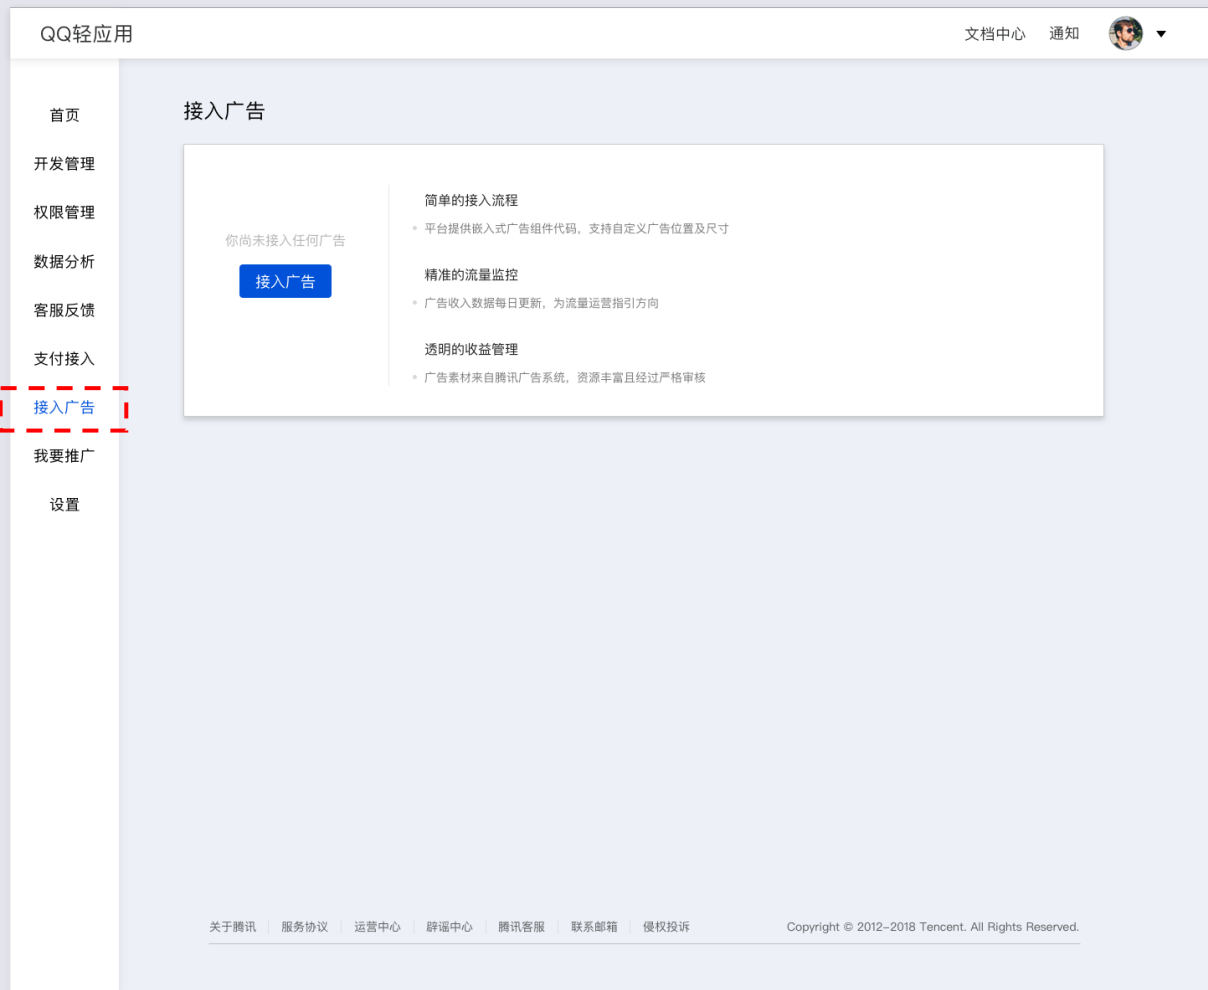 QQ轻应用
文档中心 通知
首页
开发管理
权限管理
数据分析
客服反馈
支付接入
接入广告
我要推广
设置
接入广告
你尚未接入任何广告
接入广告
简单的接入流程
平台提供嵌入式广告组件代码，支持自定义广告位置及尺寸
精准的流量监控
广告收入数据每日更新，为流量运营指引方向
透明的收益管理
广告素材来自腾讯广告系统，资源丰富且经过严格审核
关于腾讯 服务协议 运营中心 辟谣中心 腾讯客服 联系邮箱 侵权投诉 Copyright © 2012–2018 Tencent. All Rights Reserved.